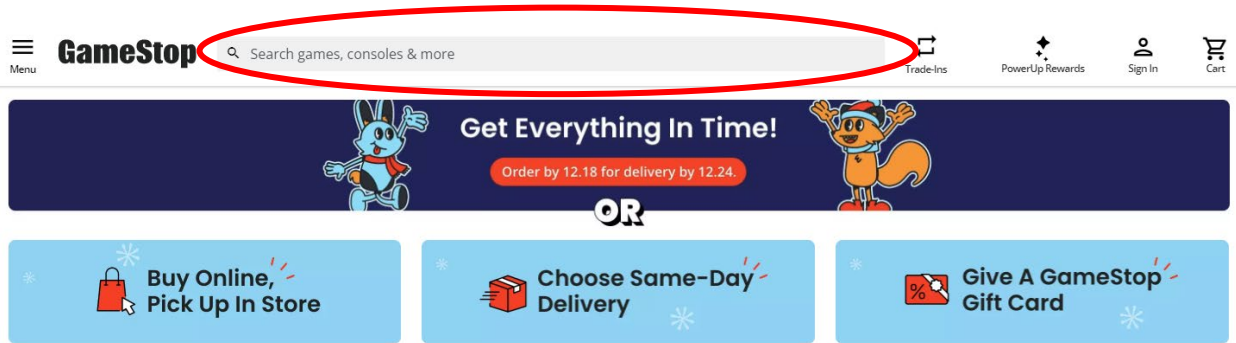 GameStop
Search games, consoles & more
Menu
Trade-Ins
PowerUp Rewards
Sign In
Cart
Get Everything In Time!
Order by 12.18 for delivery by 12.24.
OR
Buy Online,
Pick Up In Store
Choose Same-Day
Delivery
%
Give A GameStop
Gift Card